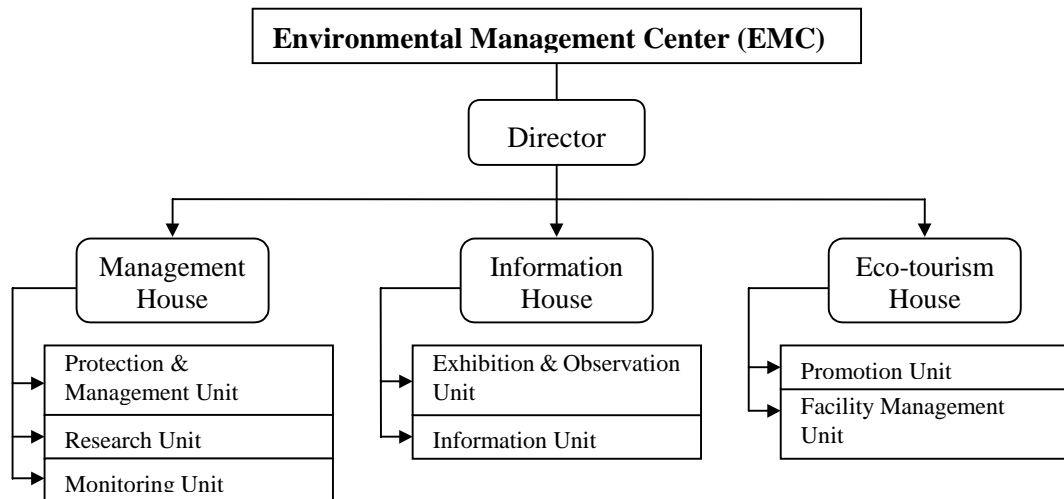 Environmental Management Center (EMC)
Director
Management
House
Information
House
Eco-tourism
House
Protection &
Management Unit
Research Unit
Monitoring Unit
Exhibition & Observation
Unit
Information Unit
Promotion Unit
Facility Management
Unit